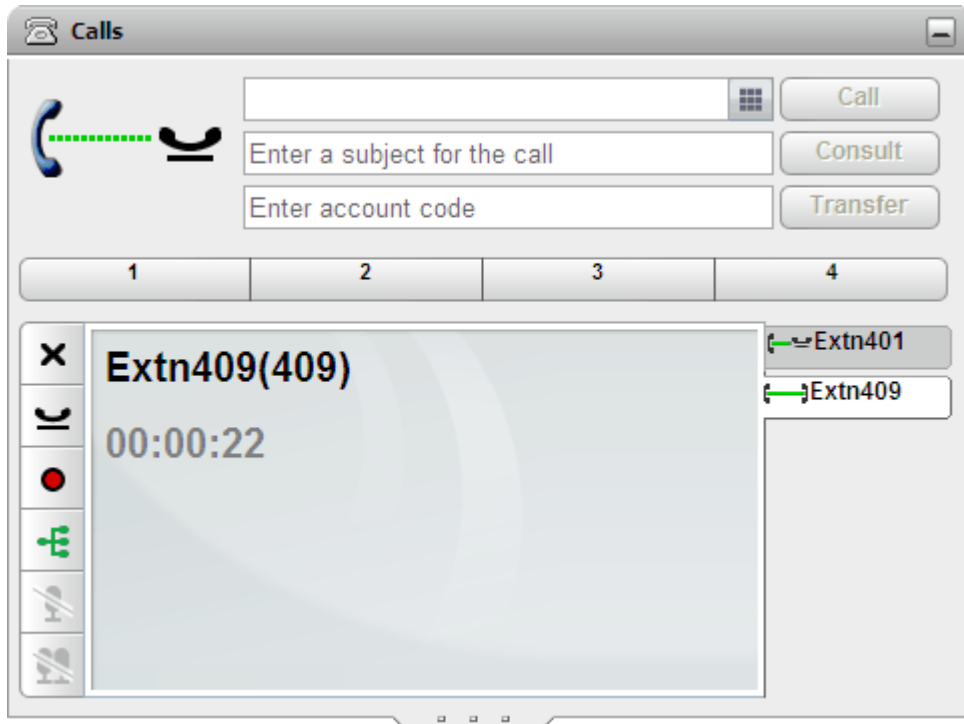 Calls
Call
Enter a subject for the call
Consult
Enter account code
Transfer
1 2 3 4
Extn409(409)
00:00:22
Extn401
Extn409